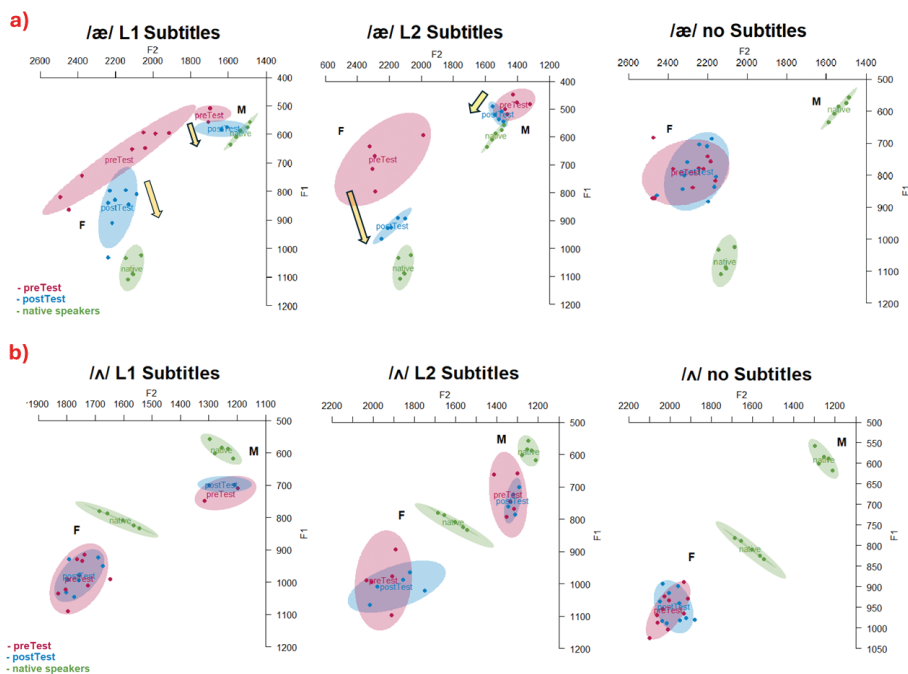 a)
/æ/ L1 Subtitles
F2
2600 2400 2200 2000 1800 1600 1400
400
500
600
700
800
900
1000
1100
1200
F1
M
F
preTest
postTest
native
preTest
postTest
native
- preTest
- postTest
- native speakers
/æ/ L2 Subtitles
F2
2600 2400 2200 2000 1800 1600 1400
400
500
600
700
800
900
1000
1100
1200
F1
F
M
preTest
postTest
native
preTest
postTest
native
/æ/ no Subtitles
F2
2600 2400 2200 2000 1800 1600 1400
500
600
700
800
900
1000
1100
1200
F1
M
F
native
preTest
postTest
native
b)
/ʌ/ L1 Subtitles
F2
1900 1800 1700 1600 1500 1400 1300 1200 1100
500
600
700
800
900
1000
1100
1200
F1
M
F
native
postTest
preTest
native
postTest
preTest
- preTest
- postTest
- native speakers
/ʌ/ L2 Subtitles
F2
2200 2000 1800 1600 1400 1200
500
600
700
800
900
1000
1100
1200
F1
M
F
native
preTest
postTest
native
preTest
postTest
/ʌ/ no Subtitles
F2
2200 2000 1800 1600 1400 1200
500
550
600
650
700
750
800
850
900
950
1000
1050
F1
M
F
native
native
postTest
preTest